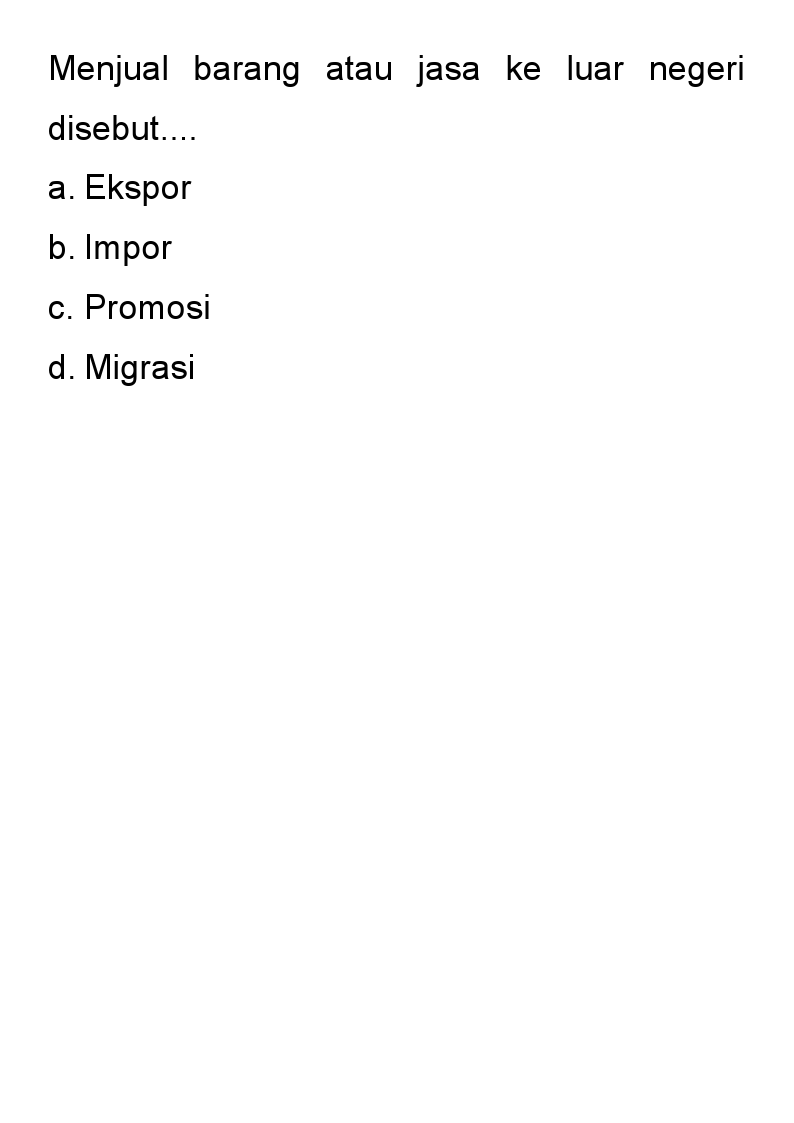 Menjual barang atau jasa ke luar negeri
disebut....
a. Ekspor
b. Impor
c. Promosi
d. Migrasi